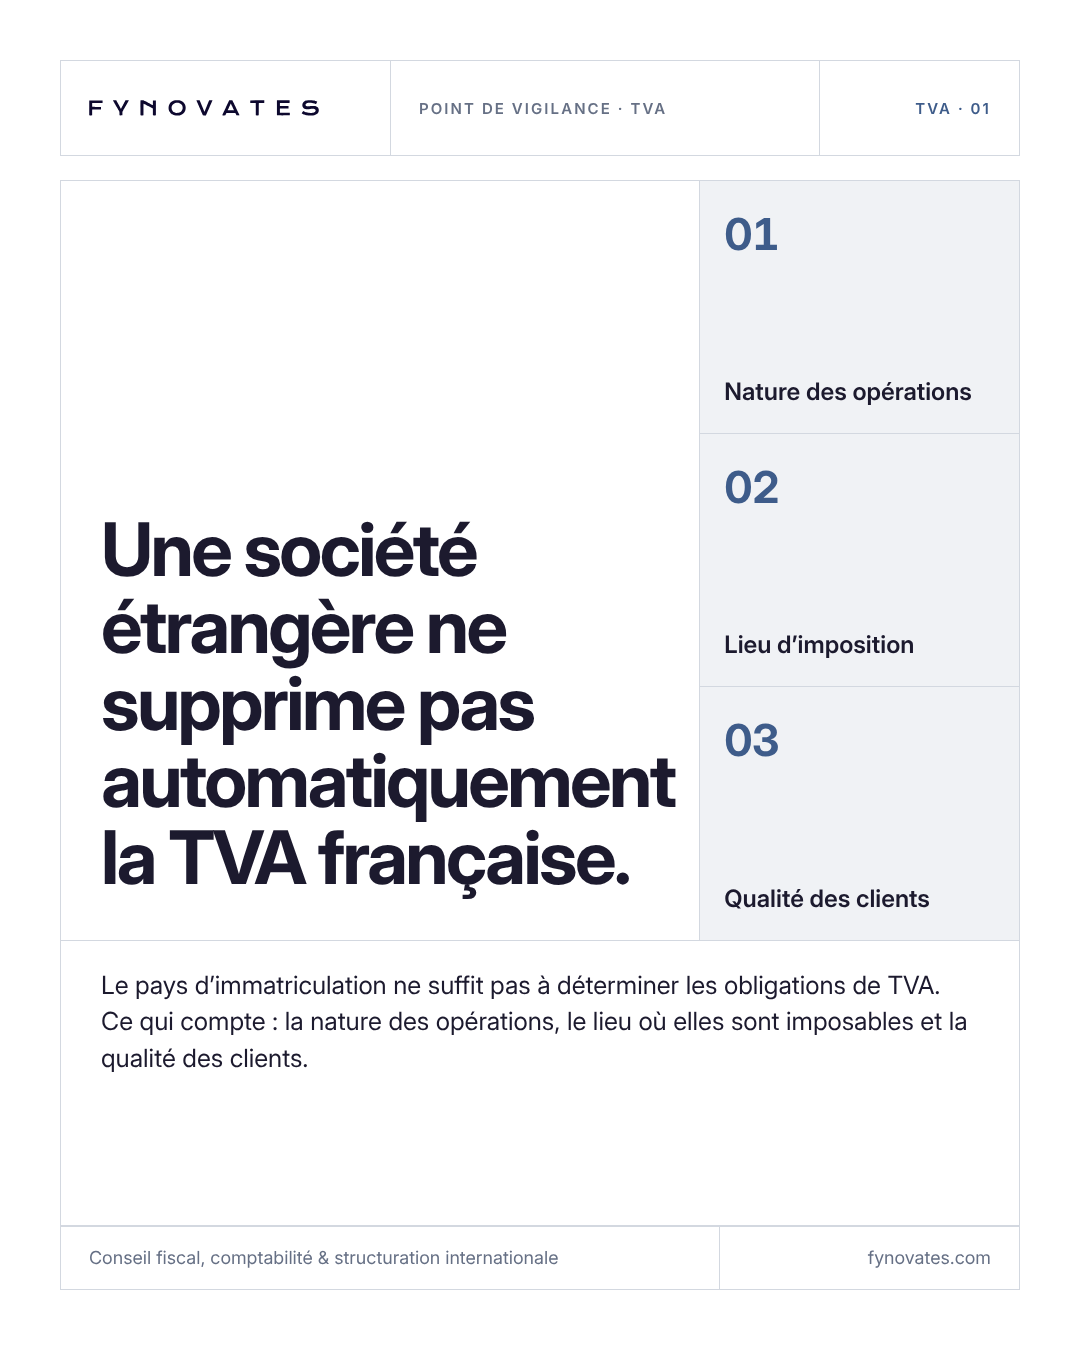 FYNOVATES
POINT DE VIGILANCE · TVA
TVA · 01
Une société
étrangère ne
supprime pas
automatiquement
la TVA française.
01
Nature des opérations
02
Lieu d’imposition
03
Qualité des clients
Le pays d’immatriculation ne suffit pas à déterminer les obligations de TVA.
Ce qui compte : la nature des opérations, le lieu où elles sont imposables et la
qualité des clients.
Conseil fiscal, comptabilité & structuration internationale
fynovates.com